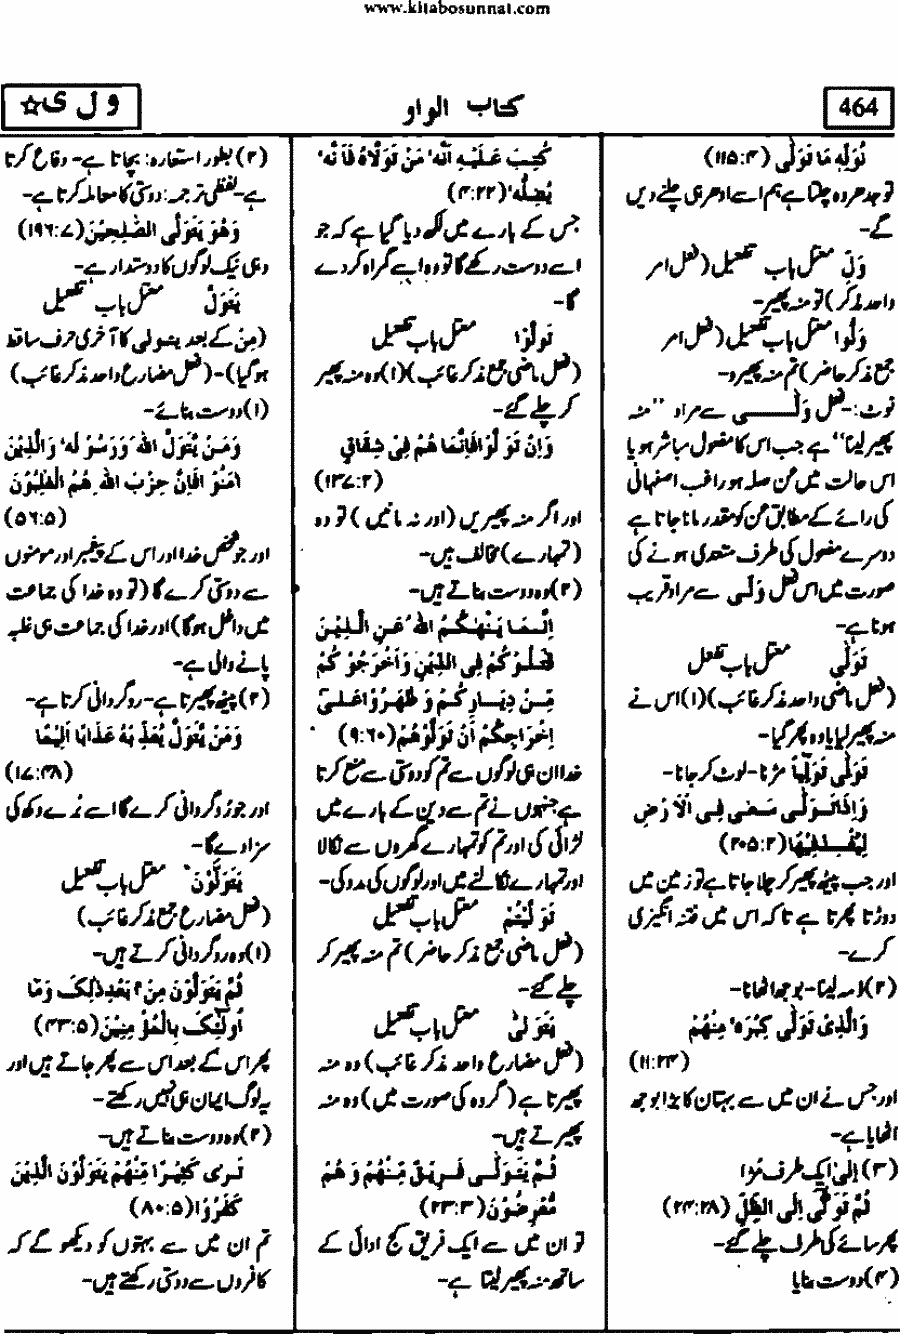 www.kitabosunnat.com
464
کتاب الواو
و ل ی☆
نُوَلِّهٖ مَا تَوَلّٰى (۱۱۵:۴)
تو جدھر وہ چلتا ہے ہم اسے ادھر ہی چلنے دیں
گے۔
وَلِّ معتل باب تفعیل (فعل امر
واحد مذکر) تو منہ پھیر۔
وَلُّوا معتل باب تفعیل (فعل امر
جمع مذکر حاضر) تم منہ پھیرو۔
نوٹ:۔فعل وَلّٰی سے مراد "منہ
پھیر لینا" ہے جب اس کا مفعول مباشر ہو یا
اس حالت میں عن صلہ ہو راغب اصفہانی
کی رائے کے مطابق عن کو مقدر مانا جاتا ہے
دوسرے مفعول کی طرف متعدی ہونے کی
صورت میں اس فعل وَلّٰی سے مراد قریب
ہونا ہے۔
تَوَلّٰى معتل باب تفعل
(فعل ماضی واحد مذکر غائب) (۱) اس نے
منہ پھیر لیا یا وہ پھر گیا۔
تَوَلّٰى تَوَلِّیاً مڑنا۔لوٹ کر جانا۔
وَاِذَا تَوَلّٰى سَعٰى فِى الْاَرْضِ
لِيُفْسِدَ فِيْهَا (۲۰۵:۲)
اور جب پیٹھ پھیر کر چلا جاتا ہے تو زمین میں
دوڑتا پھرتا ہے تاکہ اس میں فتنہ انگیزی
کرے۔
(۲) ذمہ لینا۔ بوجھ اٹھانا۔
وَالَّذِىْ تَوَلّٰى كِبْرَهٗ مِنْهُمْ
(۱۱:۲۴)
اور جس نے ان میں سے بہتان کا بڑا بوجھ
اٹھایا ہے۔
(۳) اِلٰی ایک طرف مڑا
ثُمَّ تَوَلّٰى اِلَى الظِّلِّ (۲۴:۲۸)
پھر سائے کی طرف چلے گئے۔
(۴) دوست بنایا
كُتِبَ عَلَيْهِ اَنَّهٗ مَنْ تَوَلَّاهُ فَاَنَّهٗ
يُضِلُّهٗ (۴:۲۲)
جس کے بارے میں لکھ دیا گیا ہے کہ جو
اسے دوست رکھے گا تو وہ اسے گمراہ کر دے
گا۔
تَوَلَّوْا معتل باب تفعیل
(فعل ماضی جمع مذکر غائب) (۱) وہ منہ پھیر
کر چلے گئے۔
وَاِنْ تَوَلَّوْا فَاِنَّمَا هُمْ فِىْ شِقَاقٍ
(۱۳۷:۲)
اور اگر منہ پھیریں (اور نہ مانیں) تو وہ
(تمہارے) مخالف ہیں۔
(۲) وہ دوست بناتے ہیں۔
اِنَّمَا يَنْهٰكُمُ اللّٰهُ عَنِ الَّذِيْنَ
قٰتَلُوْكُمْ فِى الدِّيْنِ وَاَخْرَجُوْكُمْ
مِّنْ دِيَارِكُمْ وَظَهَرُوْا عَلٰى
اِخْرَاجِكُمْ اَنْ تَوَلَّوْهُمْ (۹:۶۰)
خدا ان ہی لوگوں سے تم کو دوستی سے منع کرتا
ہے جنہوں نے تم سے دین کے بارے میں
لڑائی کی اور تم کو تمہارے گھروں سے نکالا
اور تمہارے نکالنے میں اور لوگوں کی مدد کی۔
تَوَلَّيْتُمْ معتل باب تفعیل
(فعل ماضی جمع مذکر حاضر) تم منہ پھیر کر
چلے گئے۔
يَتَوَلّٰى معتل باب تفعیل
(فعل مضارع واحد مذکر غائب) وہ منہ
پھیرتا ہے (گروہ کی صورت میں) وہ منہ
پھیرتے ہیں۔
ثُمَّ يَتَوَلّٰى فَرِيْقٌ مِّنْهُمْ وَهُمْ
مُّعْرِضُوْنَ (۲۳:۳)
تو ان میں سے ایک فریق کج ادائی کے
ساتھ منہ پھیر لیتا ہے۔
(۲) بطور استعارہ: بچاتا ہے۔ دفاع کرتا
ہے۔ لفظی ترجمہ: دوستی کا معاملہ کرتا ہے۔
وَهُوَ يَتَوَلَّى الصّٰلِحِيْنَ (۱۹۶:۷)
وہی نیک لوگوں کا دوستدار ہے۔
يَتَوَلَّ معتل باب تفعیل
(مِنْ کے بعد یتولی کا آخری حرف ساقط
ہو گیا)۔ (فعل مضارع واحد مذکر غائب)
(۱) دوست بنائے۔
وَمَنْ يَّتَوَلَّ اللّٰهَ وَرَسُوْلَهٗ وَالَّذِيْنَ
اٰمَنُوْا فَاِنَّ حِزْبَ اللّٰهِ هُمُ الْغٰلِبُوْنَ
(۵۶:۵)
اور جو شخص خدا اور اس کے پیغمبر اور مومنوں
سے دوستی کرے گا (تو وہ خدا کی جماعت
میں داخل ہوگا) اور خدا کی جماعت ہی غلبہ
پانے والی ہے۔
(۲) پیٹھ پھیرتا ہے۔ روگردانی کرتا ہے۔
وَمَنْ يَّتَوَلَّ يُعَذِّبْهُ عَذَابًا اَلِيْمًا
(۱۷:۴۸)
اور جو روگردانی کرے گا اسے برے دکھ کی
سزا دے گا۔
يَتَوَلَّوْنَ معتل باب تفعیل
(فعل مضارع جمع مذکر غائب)
(۱) وہ روگردانی کرتے ہیں۔
ثُمَّ يَتَوَلَّوْنَ مِنْۢ بَعْدِ ذٰلِكَ وَمَا
اُولٰٓئِكَ بِالْمُؤْمِنِيْنَ (۴۳:۵)
پھر اس کے بعد اس سے پھر جاتے ہیں اور
یہ لوگ ایمان ہی نہیں رکھتے۔
(۲) وہ دوست بناتے ہیں۔
تَرٰى كَثِيْرًا مِّنْهُمْ يَتَوَلَّوْنَ الَّذِيْنَ
كَفَرُوْا (۸۰:۵)
تم ان میں سے بہتوں کو دیکھو گے کہ
کافروں سے دوستی رکھتے ہیں۔